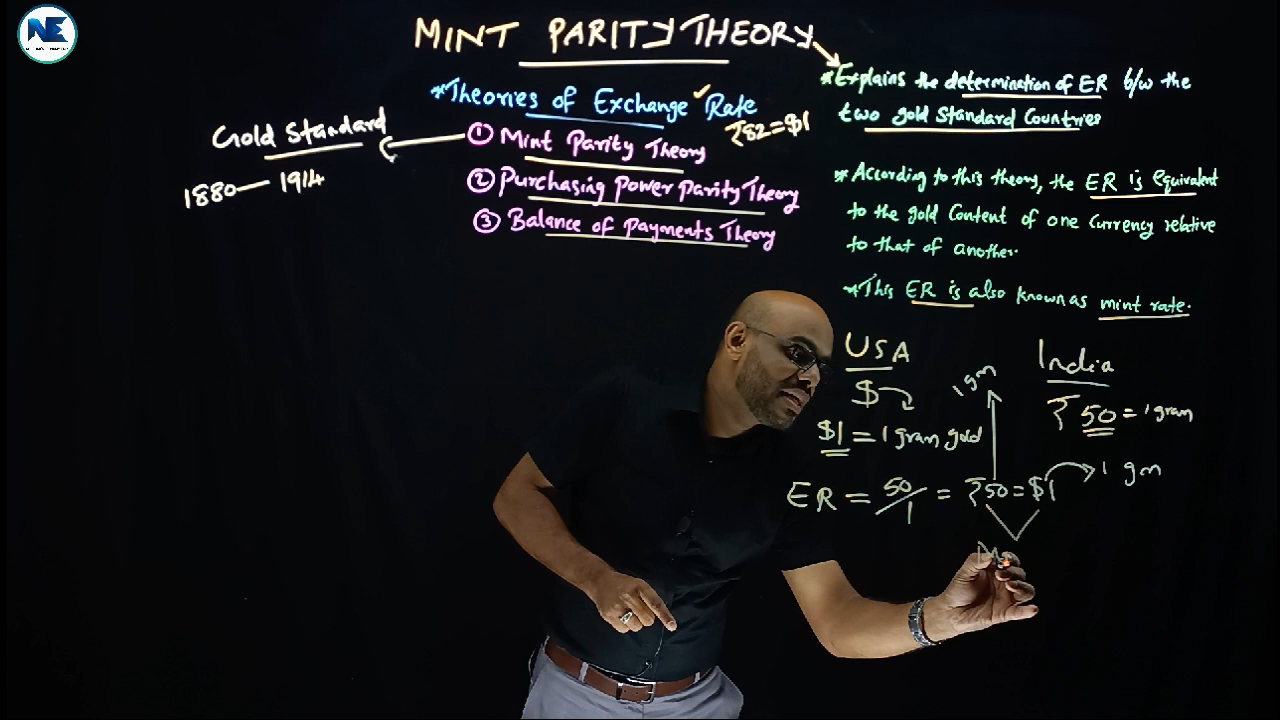 NE
MINT PARITY THEORY
*Theories of Exchange Rate
₹82=$1
Gold Standard
1880 — 1914
① Mint Parity Theory
② Purchasing Power Parity Theory
③ Balance of Payments Theory
*Explains the determination of ER b/w the
two gold Standard Countries
* According to this theory, the ER is equivalent
to the gold Content of one Currency relative
to that of another.
*This ER is also known as mint rate.
USA
$
$1 = 1 gram gold
India
₹ 50 = 1 gram
1 gm
ER = 50/1 = ₹50 = $1
1 gm